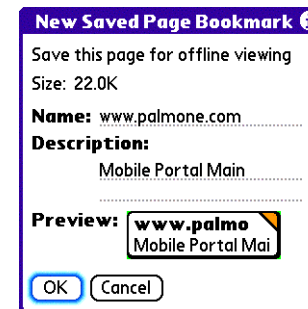 New Saved Page Bookmark
Save this page for offline viewing
Size: 22.0K
Name: www.palmone.com
Description:
Mobile Portal Main
Preview:
www.palmo
Mobile Portal Mai
OK Cancel